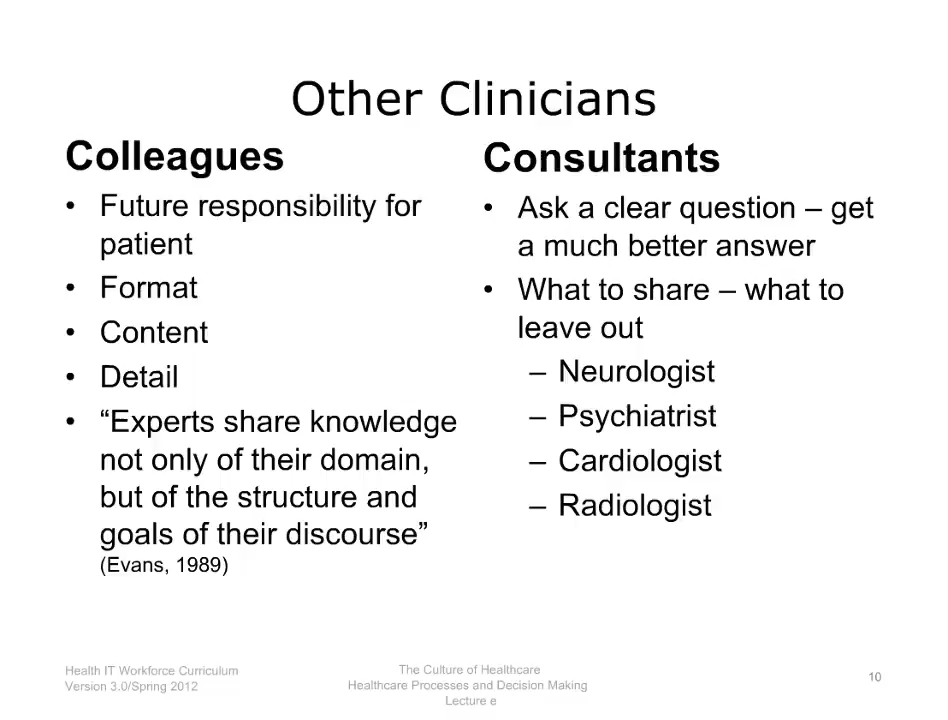 Other Clinicians
Colleagues
• Future responsibility for
patient
• Format
• Content
• Detail
• “Experts share knowledge
not only of their domain,
but of the structure and
goals of their discourse”
(Evans, 1989)
Consultants
• Ask a clear question – get
a much better answer
• What to share – what to
leave out
– Neurologist
– Psychiatrist
– Cardiologist
– Radiologist
Health IT Workforce Curriculum
Version 3.0/Spring 2012
The Culture of Healthcare
Healthcare Processes and Decision Making
Lecture e
10